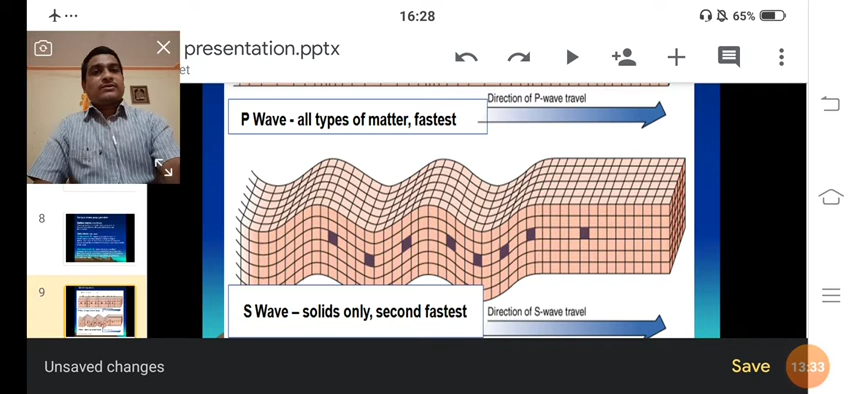 16:28
65%
presentation.pptx
et
Direction of P-wave travel
P Wave - all types of matter, fastest
8
9
S Wave – solids only, second fastest
Direction of S-wave travel
Unsaved changes
Save
13:33